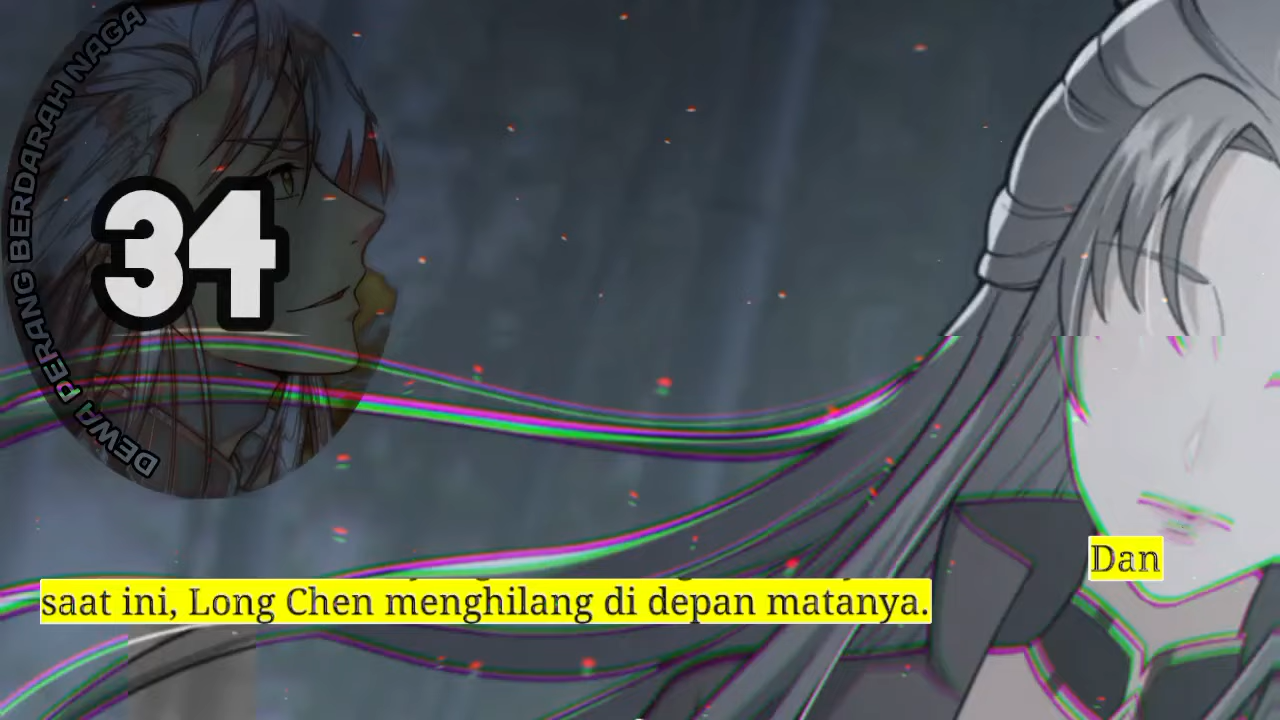 DEWA PERANG BERDARAH NAGA
34
Dan
saat ini, Long Chen menghilang di depan matanya.